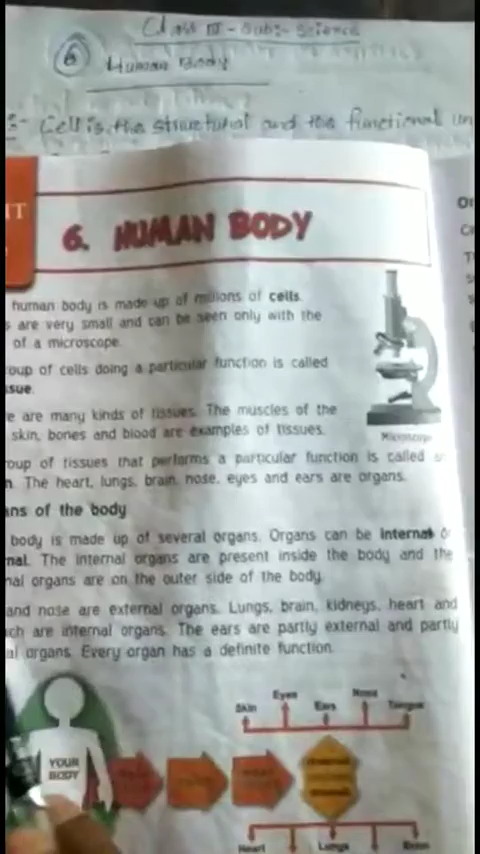 Class III - Sub:- Science
6 Human Body
:- Cell is the structural and the functional un
IT
6. HUMAN BODY
human body is made up of millions of cells.
s are very small and can be seen only with the
of a microscope.
oup of cells doing a particular function is called
ssue.
e are many kinds of tissues. The muscles of the
skin, bones and blood are examples of tissues.
Microscope
roup of tissues that performs a particular function is called an
n. The heart, lungs, brain, nose, eyes and ears are organs.
ans of the body
body is made up of several organs. Organs can be internal or
rnal. The internal organs are present inside the body and the
nal organs are on the outer side of the body.
and nose are external organs. Lungs, brain, kidneys, heart and
ach are internal organs. The ears are partly external and partly
al organs. Every organ has a definite function.
Skin Eyes Ears Nose Tongue
YOUR
BODY
Heart Lungs Brain